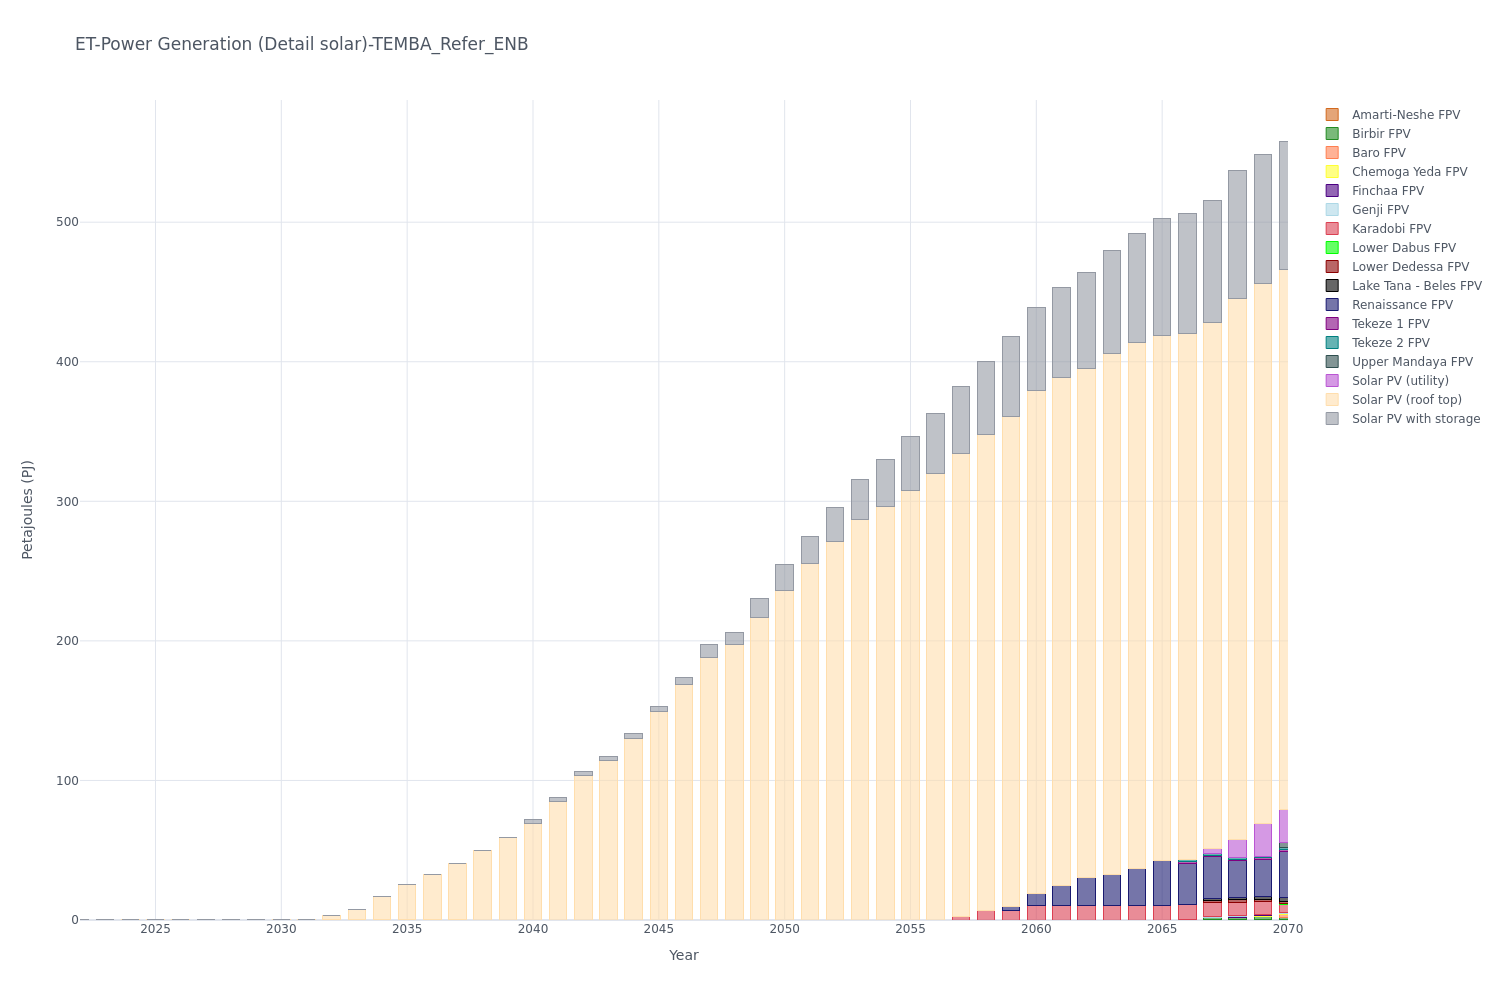 ET-Power Generation (Detail solar)-TEMBA_Refer_ENB
Amarti-Neshe FPV
Birbir FPV
Baro FPV
Chemoga Yeda FPV
Finchaa FPV
Genji FPV
Karadobi FPV
Lower Dabus FPV
Lower Dedessa FPV
Lake Tana - Beles FPV
Renaissance FPV
Tekeze 1 FPV
Tekeze 2 FPV
Upper Mandaya FPV
Solar PV (utility)
Solar PV (roof top)
Solar PV with storage
500
400
300
200
100
0
Petajoules (PJ)
2025 2030 2035 2040 2045 2050 2055 2060 2065 2070
Year